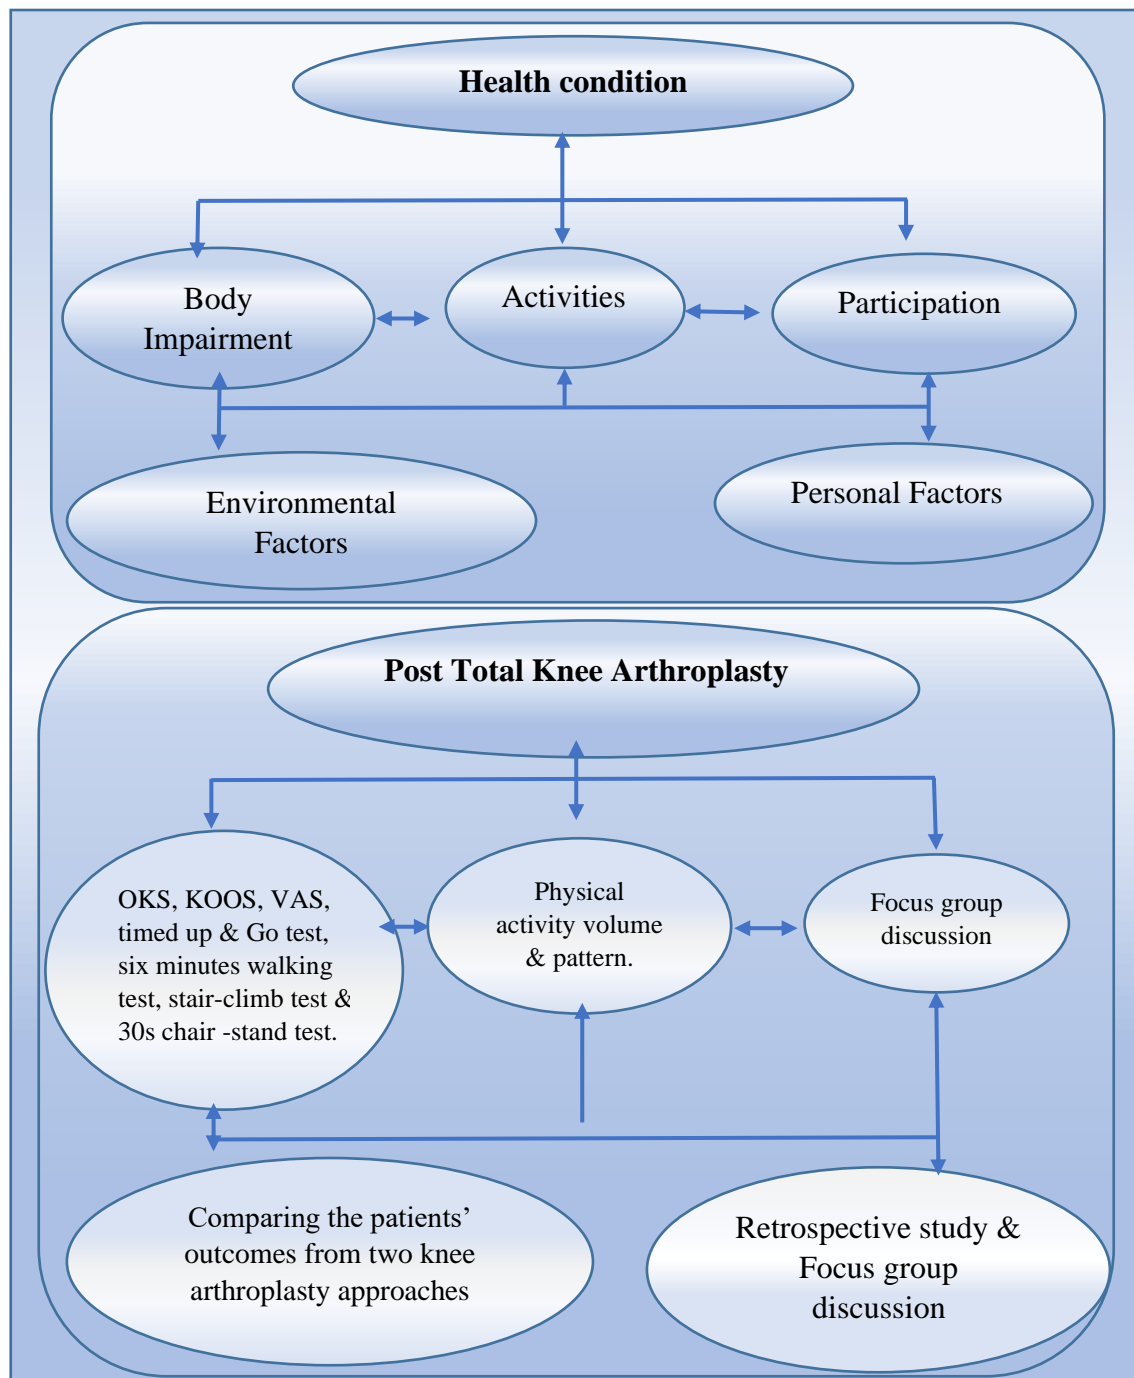 Health condition
Body
Impairment
Activities
Participation
Environmental
Factors
Personal Factors
Post Total Knee Arthroplasty
OKS, KOOS, VAS,
timed up & Go test,
six minutes walking
test, stair-climb test &
30s chair -stand test.
Physical
activity volume
& pattern.
Focus group
discussion
Comparing the patients’
outcomes from two knee
arthroplasty approaches
Retrospective study &
Focus group
discussion